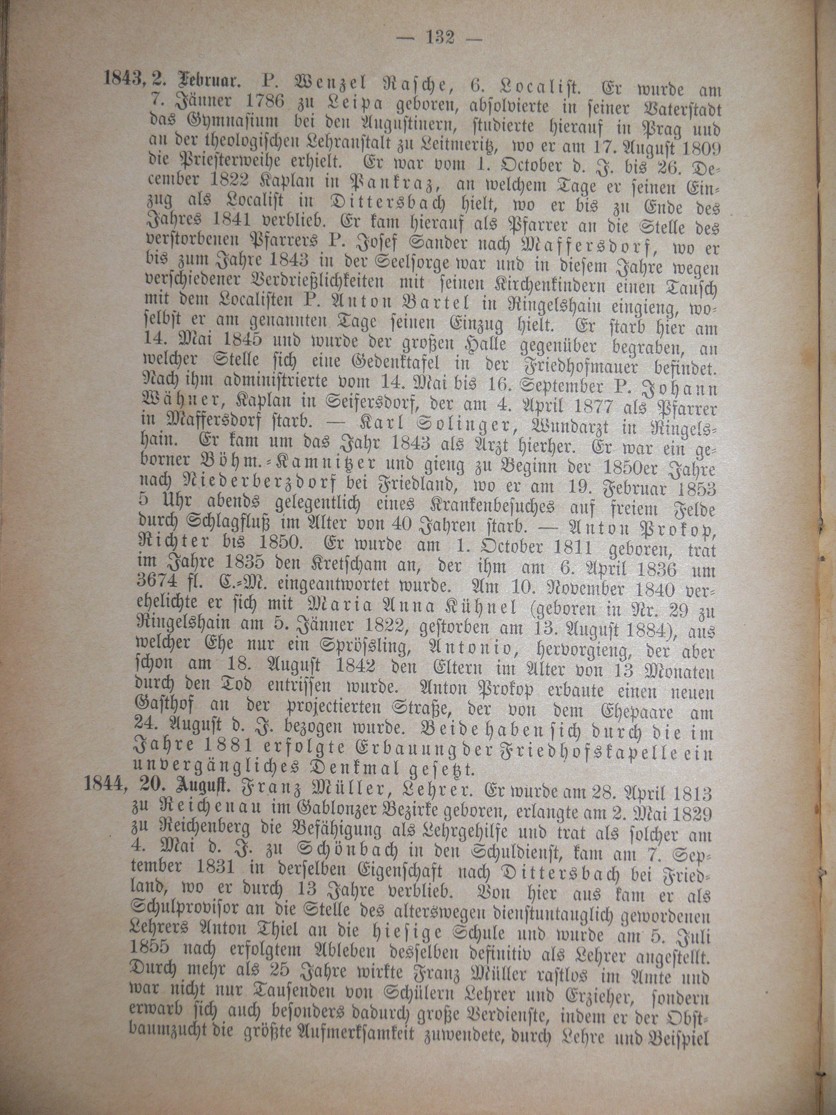 — 132 —
1843, 2. Februar. P. Wenzel Rasche, 6. Localist. Er wurde am
7. Jänner 1786 zu Leipa geboren, absolvierte in seiner Vaterstadt
das Gymnasium bei den Augustinern, studierte hierauf in Prag und
an der theologischen Lehranstalt zu Leitmeritz, wo er am 17. August 1809
die Priesterweihe erhielt. Er war vom 1. October d. J. bis 26. De-
cember 1822 Kaplan in Pankraz, an welchem Tage er seinen Ein-
zug als Localist in Dittersbach hielt, wo er bis zu Ende des
Jahres 1841 verblieb. Er kam hierauf als Pfarrer an die Stelle des
verstorbenen Pfarrers P. Josef Sander nach Maffersdorf, wo er
bis zum Jahre 1843 in der Seelsorge war und in diesem Jahre wegen
verschiedener Verdrießlichkeiten mit seinen Kirchenkindern einen Tausch
mit dem Localisten P. Anton Bartel in Ringelshain eingieng, wo-
selbst er am genannten Tage seinen Einzug hielt. Er starb hier am
14. Mai 1845 und wurde der großen Halle gegenüber begraben, an
welcher Stelle sich eine Gedenktafel in der Friedhofmauer befindet.
Nach ihm administrierte vom 14. Mai bis 16. September P. Johann
Wähner, Kaplan in Seifersdorf, der am 4. April 1877 als Pfarrer
in Maffersdorf starb. — Karl Solinger, Wundarzt in Ringels-
hain. Er kam um das Jahr 1843 als Arzt hierher. Er war ein ge-
borner Böhm.-Kamnitzer und gieng zu Beginn der 1850er Jahre
nach Niederberzdorf bei Friedland, wo er am 19. Februar 1853
5 Uhr abends gelegentlich eines Krankenbesuches auf freiem Felde
durch Schlagfluß im Alter von 40 Jahren starb. — Anton Prokop,
Richter bis 1850. Er wurde am 1. October 1811 geboren, trat
im Jahre 1835 den Kretscham an, der ihm am 6. April 1836 um
3674 fl. C.-M. eingeantwortet wurde. Am 10. November 1840 ver-
ehelichte er sich mit Maria Anna Kühnel (geboren in Nr. 29 zu
Ringelshain am 5. Jänner 1822, gestorben am 13. August 1884), aus
welcher Ehe nur ein Sprössling, Antonio, hervorgieng, der aber
schon am 18. August 1842 den Eltern im Alter von 13 Monaten
durch den Tod entrissen wurde. Anton Prokop erbaute einen neuen
Gasthof an der projectierten Straße, der von dem Ehepaare am
24. August d. J. bezogen wurde. Beide haben sich durch die im
Jahre 1881 erfolgte Erbauung der Friedhofskapelle ein
unvergängliches Denkmal gesetzt.
1844, 20. August. Franz Müller, Lehrer. Er wurde am 28. April 1813
zu Reichenau im Gablonzer Bezirke geboren, erlangte am 2. Mai 1829
zu Reichenberg die Befähigung als Lehrgehilfe und trat als solcher am
4. Mai d. J. zu Schönbach in den Schuldienst, kam am 7. Sep-
tember 1831 in derselben Eigenschaft nach Dittersbach bei Fried-
land, wo er durch 13 Jahre verblieb. Von hier aus kam er als
Schulprovisor an die Stelle des alterswegen dienstuntauglich gewordenen
Lehrers Anton Thiel an die hiesige Schule und wurde am 5. Juli
1855 nach erfolgtem Ableben desselben definitiv als Lehrer angestellt.
Durch mehr als 25 Jahre wirkte Franz Müller rastlos im Amte und
war nicht nur Tausenden von Schülern Lehrer und Erzieher, sondern
erwarb sich auch besonders dadurch große Verdienste, indem er der Obst-
baumzucht die größte Aufmerksamkeit zuwendete, durch Lehre und Beispiel